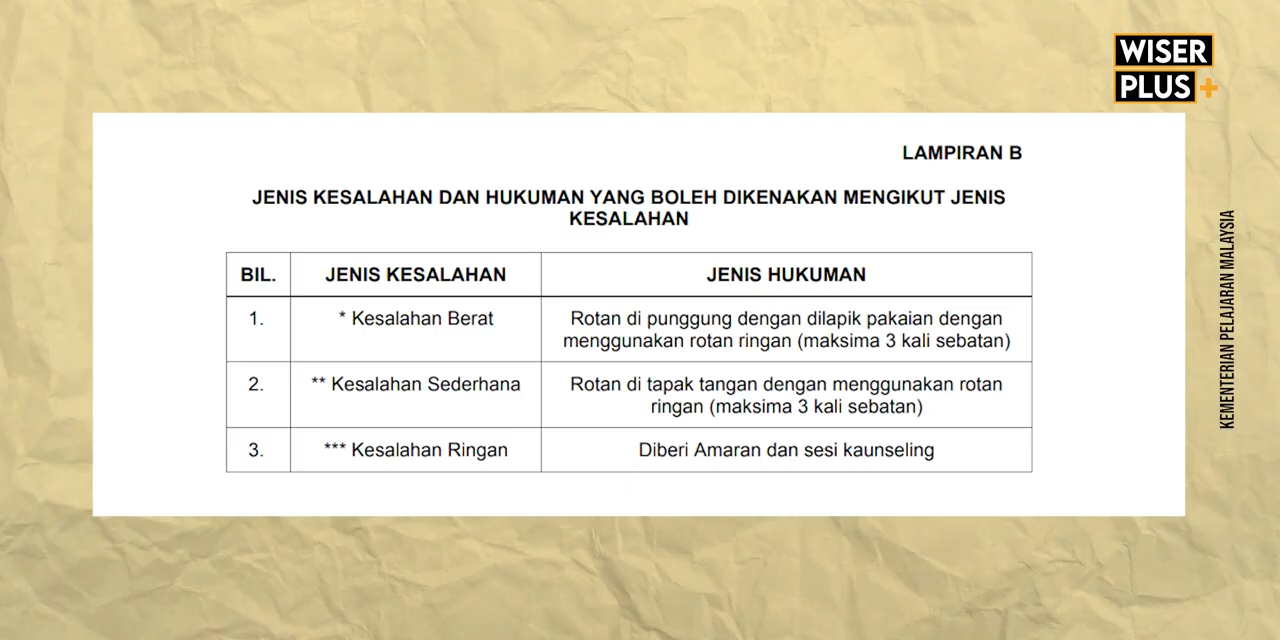 WISER
PLUS+
LAMPIRAN B
JENIS KESALAHAN DAN HUKUMAN YANG BOLEH DIKENAKAN MENGIKUT JENIS
KESALAHAN
BIL. JENIS KESALAHAN JENIS HUKUMAN
1. * Kesalahan Berat Rotan di punggung dengan dilapik pakaian dengan
menggunakan rotan ringan (maksima 3 kali sebatan)
2. ** Kesalahan Sederhana Rotan di tapak tangan dengan menggunakan rotan
ringan (maksima 3 kali sebatan)
3. *** Kesalahan Ringan Diberi Amaran dan sesi kaunseling
KEMENTERIAN PELAJARAN MALAYSIA